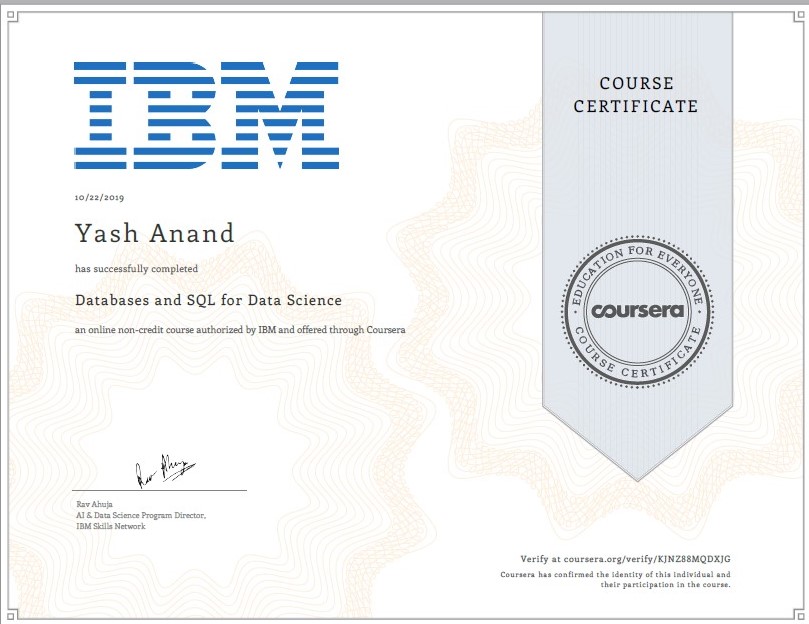 IBM
COURSE
CERTIFICATE
10/22/2019
Yash Anand
has successfully completed
Databases and SQL for Data Science
an online non-credit course authorized by IBM and offered through Coursera
EDUCATION FOR EVERYONE
coursera
COURSE CERTIFICATE
Rav Ahuja
Rav Ahuja
AI & Data Science Program Director,
IBM Skills Network
Verify at coursera.org/verify/KJNZ88MQDXJG
Coursera has confirmed the identity of this individual and
their participation in the course.